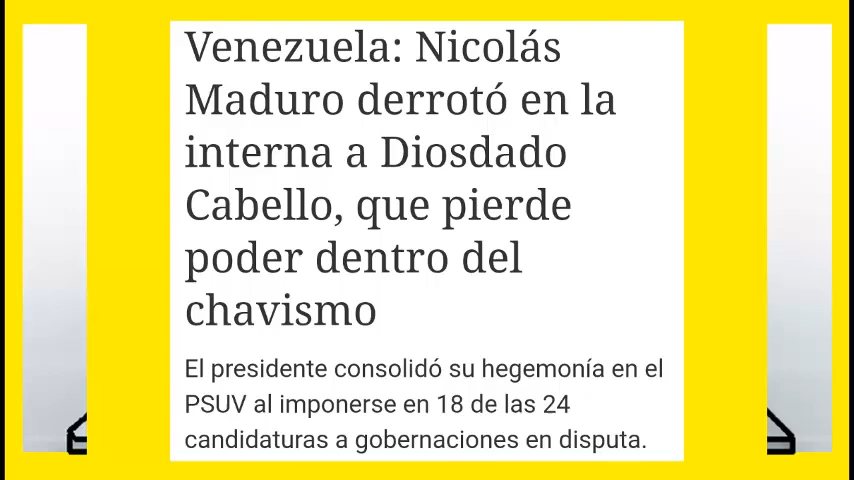 Venezuela: Nicolás
Maduro derrotó en la
interna a Diosdado
Cabello, que pierde
poder dentro del
chavismo
El presidente consolidó su hegemonía en el
PSUV al imponerse en 18 de las 24
candidaturas a gobernaciones en disputa.